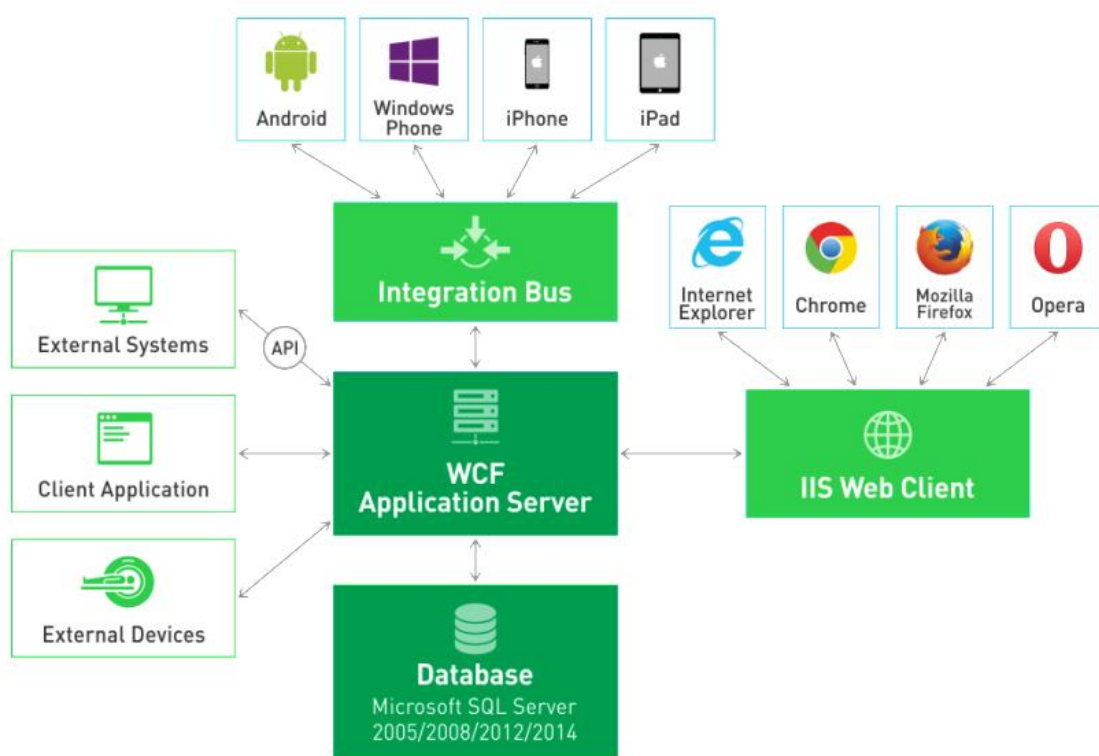 Android
Windows
Phone
iPhone
iPad
Integration Bus
Internet
Explorer
Chrome
Mozilla
Firefox
Opera
External Systems
API
Client Application
WCF
Application Server
IIS Web Client
External Devices
Database
Microsoft SQL Server
2005/2008/2012/2014